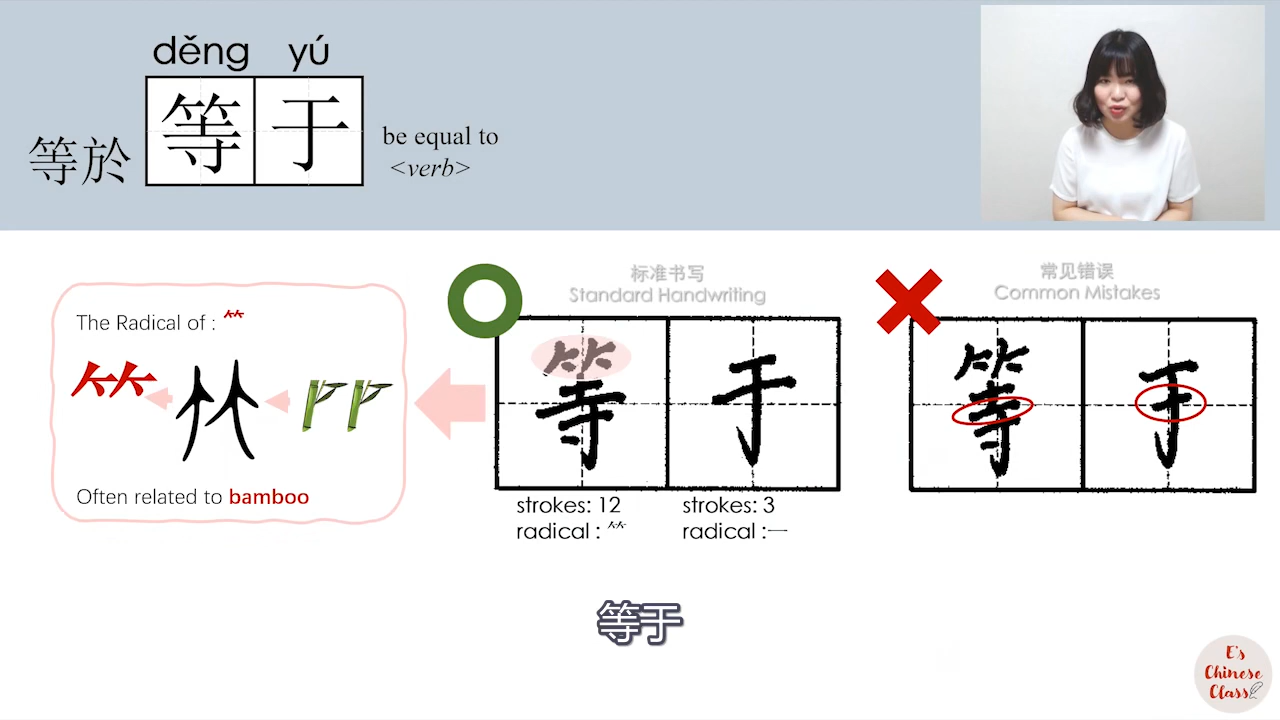 děng yú
等於
等于
be equal to
<verb>
The Radical of : ⺮
⺮
Often related to bamboo
标准书写
Standard Handwriting
等于
strokes: 12
radical : ⺮
strokes: 3
radical :一
常见错误
Common Mistakes
等于
等于
E's
Chinese
Class